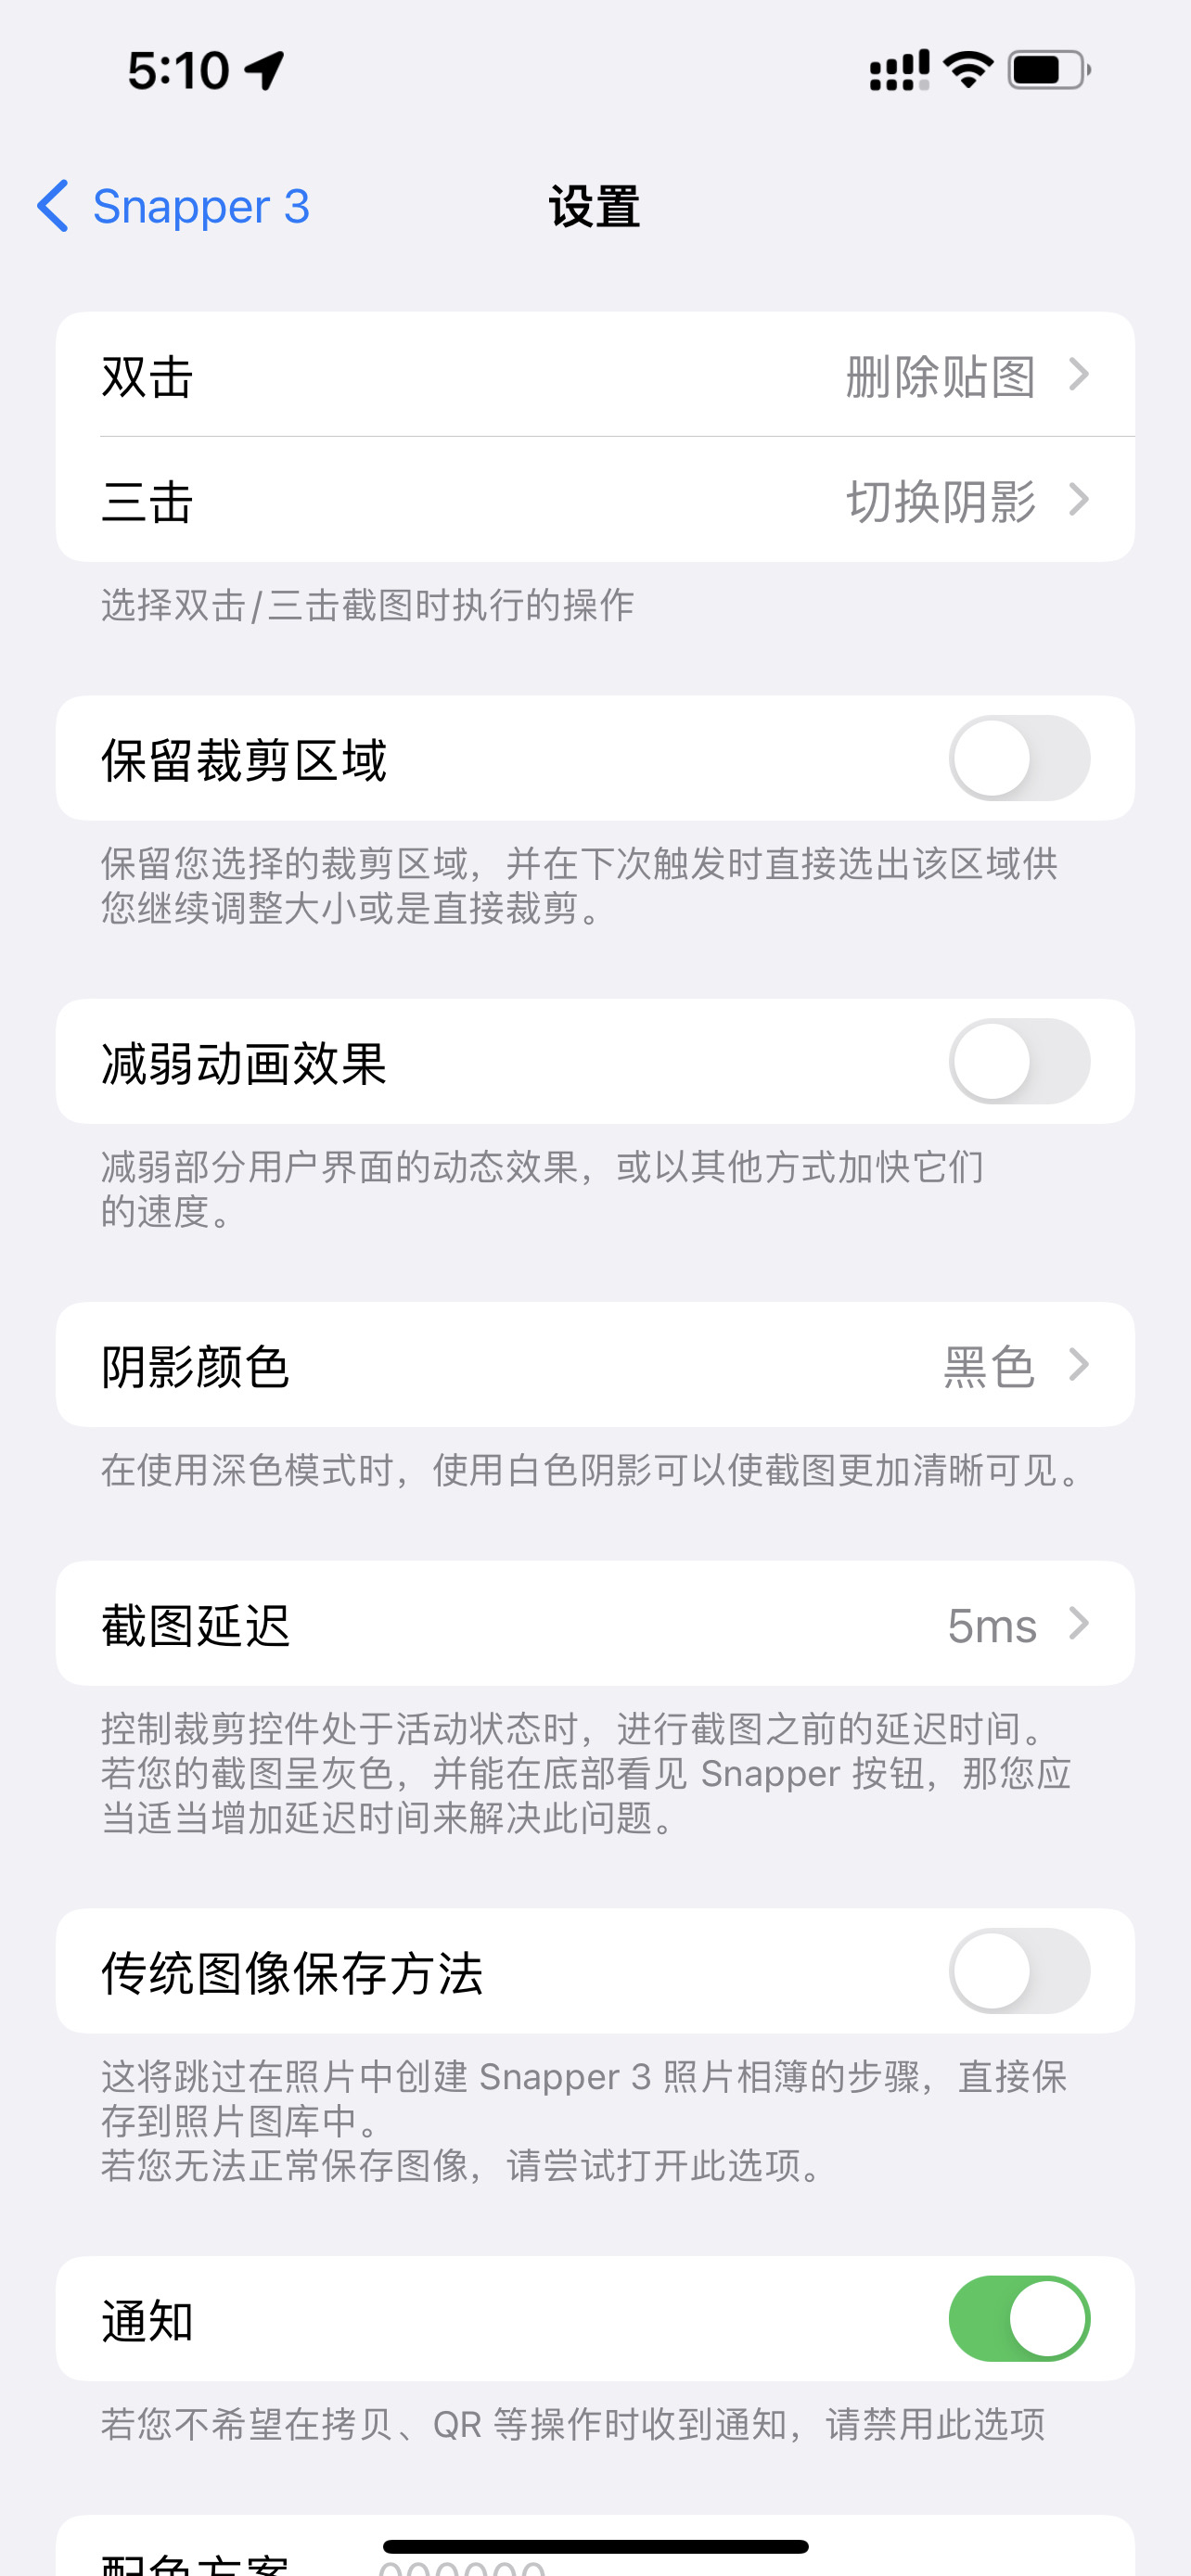 5:10
Snapper 3
设置
双击
删除贴图
三击
切换阴影
选择双击/三击截图时执行的操作
保留裁剪区域
保留您选择的裁剪区域，并在下次触发时直接选出该区域供
您继续调整大小或是直接裁剪。
减弱动画效果
减弱部分用户界面的动态效果，或以其他方式加快它们
的速度。
阴影颜色
黑色
在使用深色模式时，使用白色阴影可以使截图更加清晰可见。
截图延迟
5ms
控制裁剪控件处于活动状态时，进行截图之前的延迟时间。
若您的截图呈灰色，并能在底部看见 Snapper 按钮，那您应
当适当增加延迟时间来解决此问题。
传统图像保存方法
这将跳过在照片中创建 Snapper 3 照片相簿的步骤，直接保
存到照片图库中。
若您无法正常保存图像，请尝试打开此选项。
通知
若您不希望在拷贝、QR 等操作时收到通知，请禁用此选项
配色方案